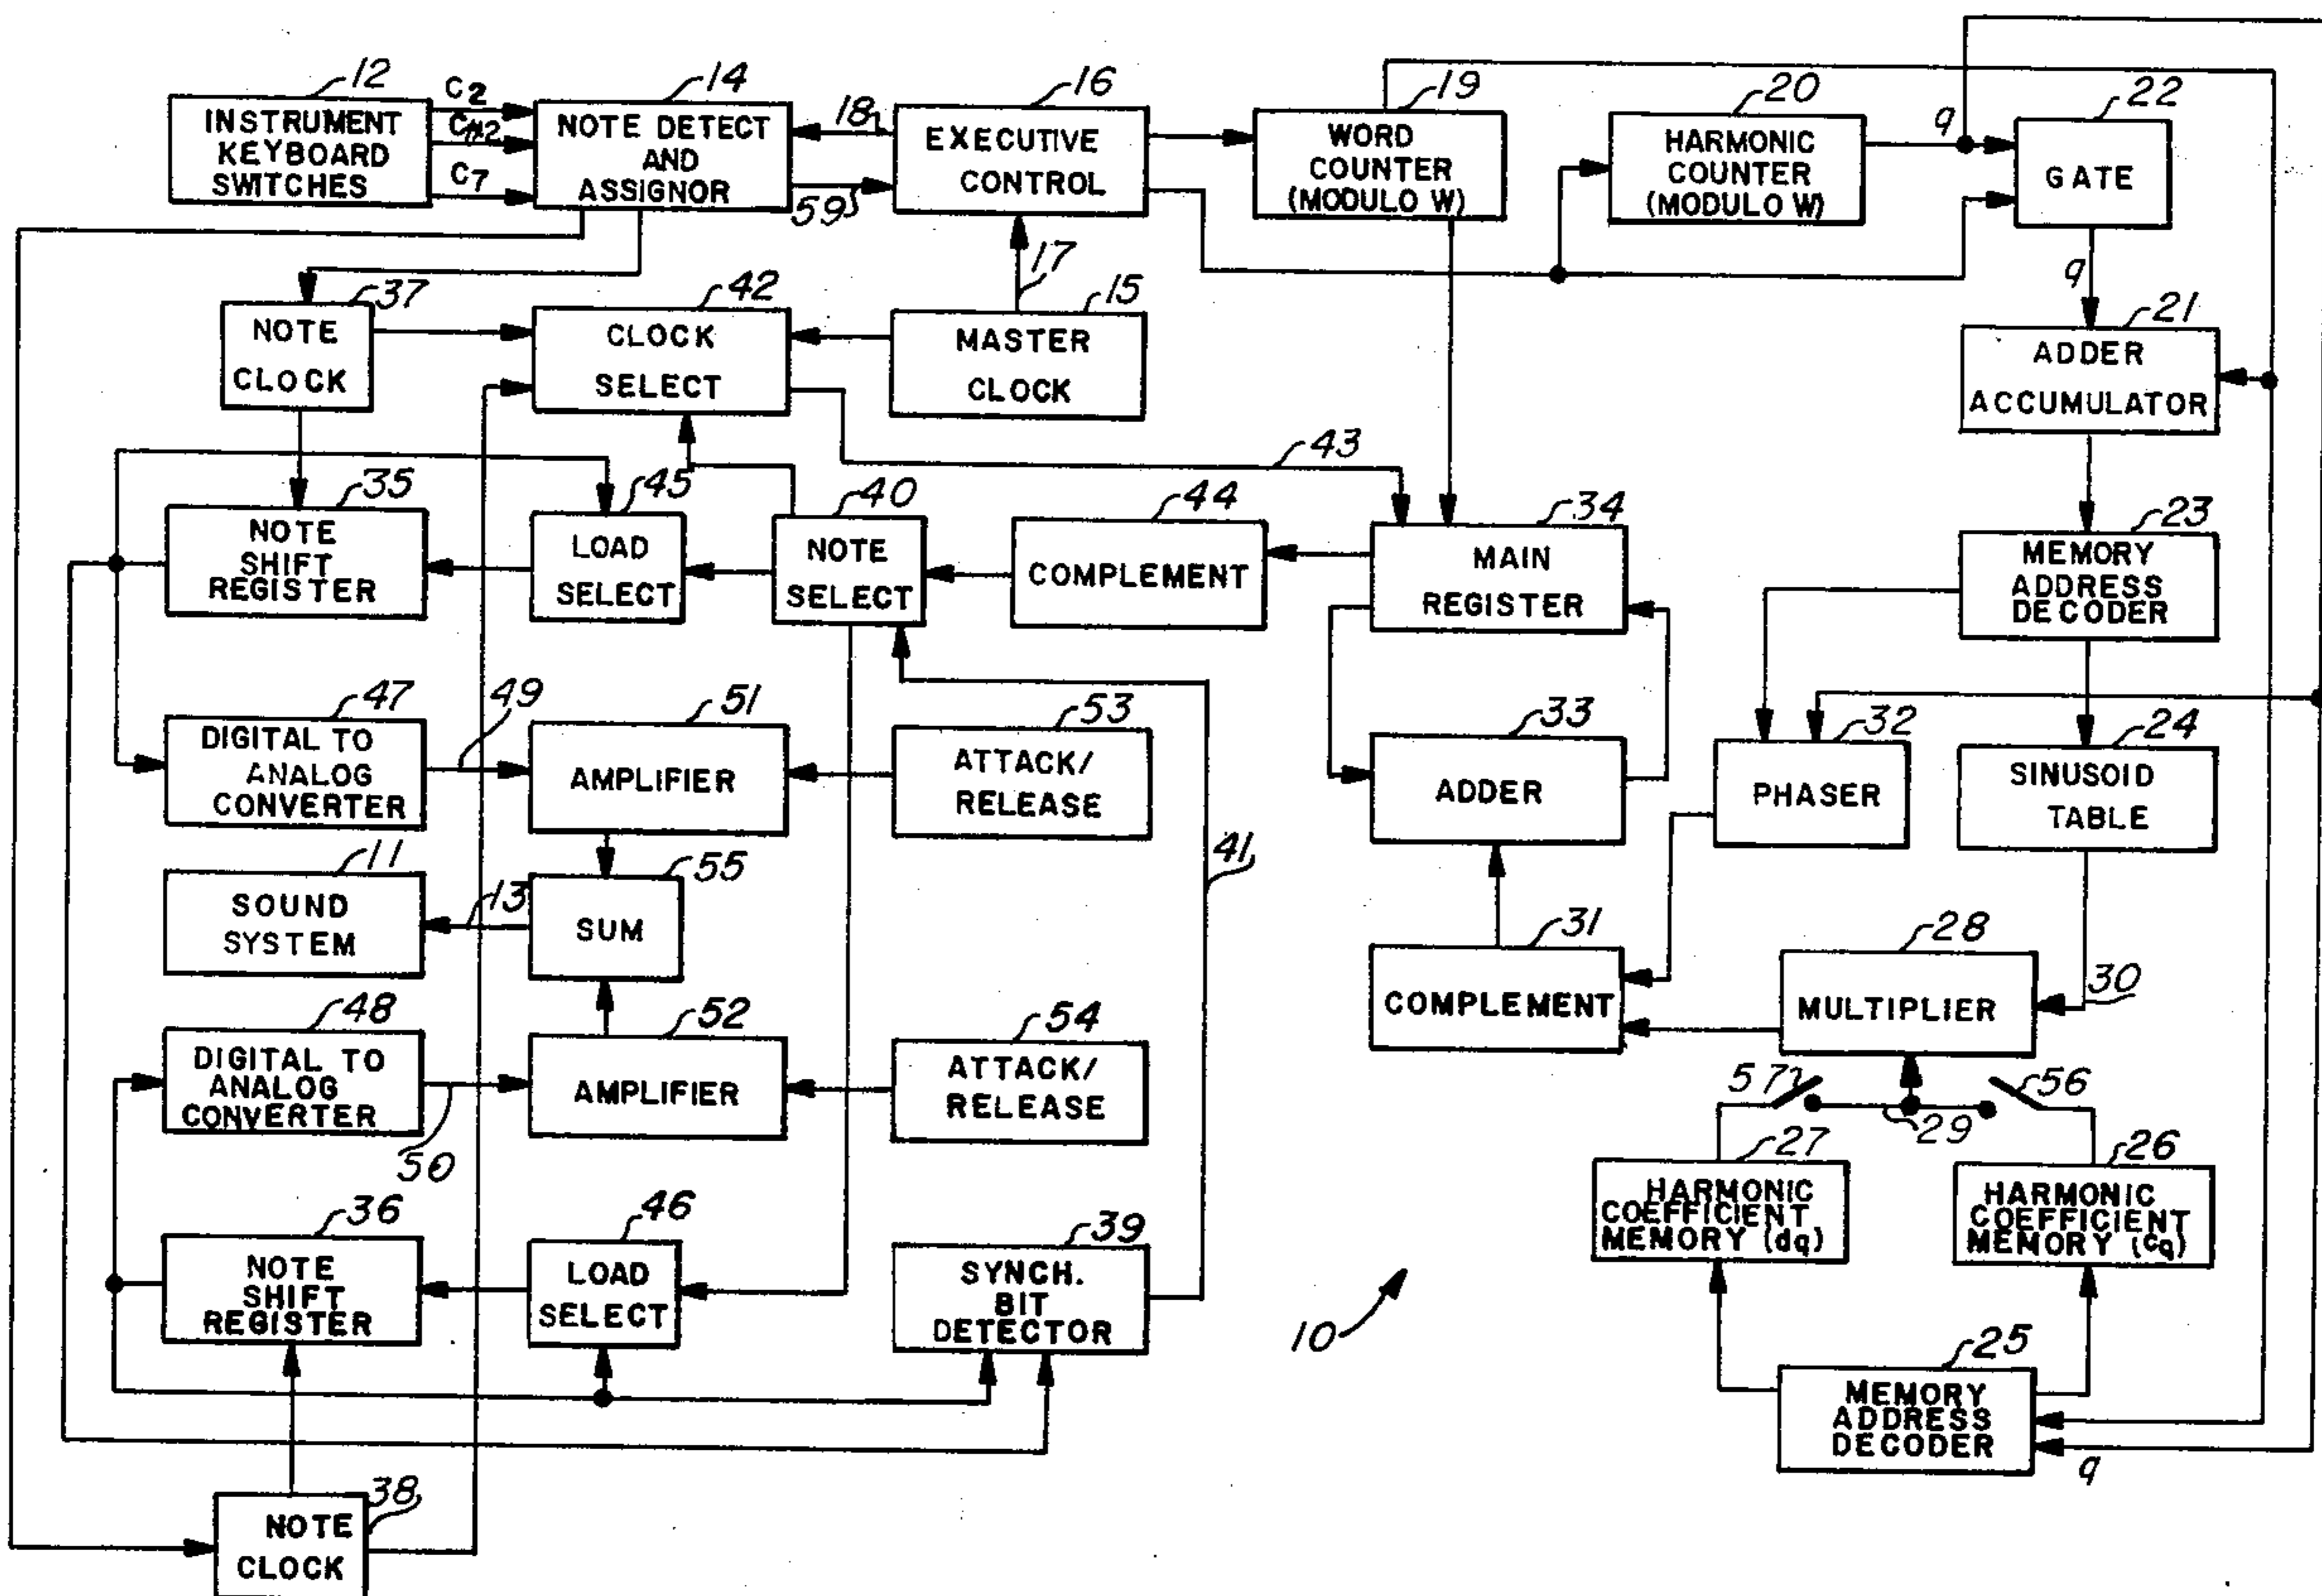 12
INSTRUMENT
KEYBOARD
SWITCHES
C2
C#2
C7
14
NOTE DETECT
AND
ASSIGNOR
18
59
16
EXECUTIVE
CONTROL
19
WORD
COUNTER
(MODULO W)
20
HARMONIC
COUNTER
(MODULO W)
q
22
GATE
q
37
NOTE
CLOCK
42
CLOCK
SELECT
17
15
MASTER
CLOCK
21
ADDER
ACCUMULATOR
43
35
NOTE
SHIFT
REGISTER
45
LOAD
SELECT
40
NOTE
SELECT
44
COMPLEMENT
34
MAIN
REGISTER
23
MEMORY
ADDRESS
DECODER
47
DIGITAL TO
ANALOG
CONVERTER
49
51
AMPLIFIER
53
ATTACK/
RELEASE
33
ADDER
32
PHASER
24
SINUSOID
TABLE
41
11
SOUND
SYSTEM
13
55
SUM
31
COMPLEMENT
28
MULTIPLIER
30
48
DIGITAL TO
ANALOG
CONVERTER
50
52
AMPLIFIER
54
ATTACK/
RELEASE
57
29
56
27
HARMONIC
COEFFICIENT
MEMORY (dq)
26
HARMONIC
COEFFICIENT
MEMORY (cq)
36
NOTE
SHIFT
REGISTER
46
LOAD
SELECT
39
SYNCH.
BIT
DETECTOR
10
25
MEMORY
ADDRESS
DECODER
q
38
NOTE
CLOCK